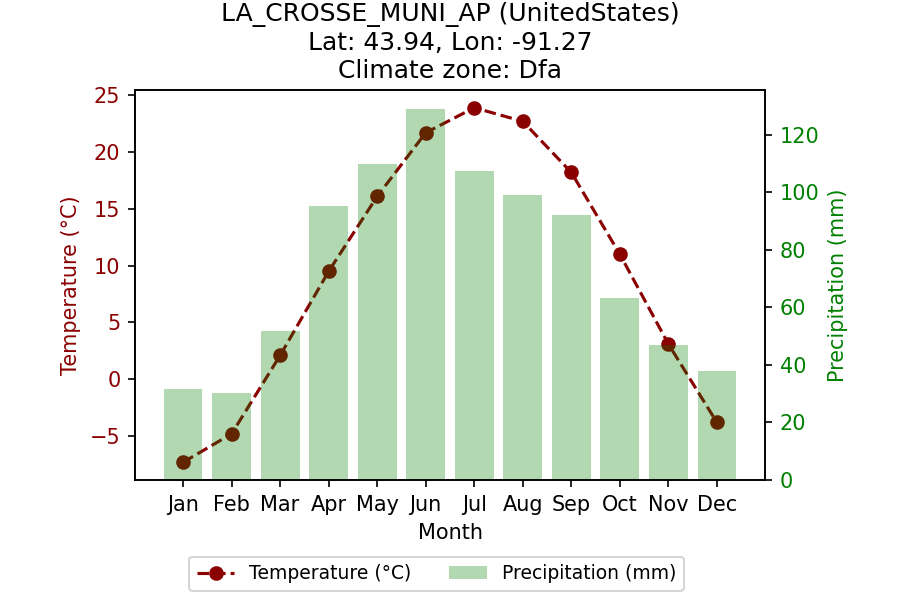 LA_CROSSE_MUNI_AP (UnitedStates)
Lat: 43.94, Lon: -91.27
Climate zone: Dfa
25
20
15
10
5
0
−5
Temperature (°C)
120
100
80
60
40
20
0
Precipitation (mm)
Jan Feb Mar Apr May Jun Jul Aug Sep Oct Nov Dec
Month
Temperature (°C) Precipitation (mm)